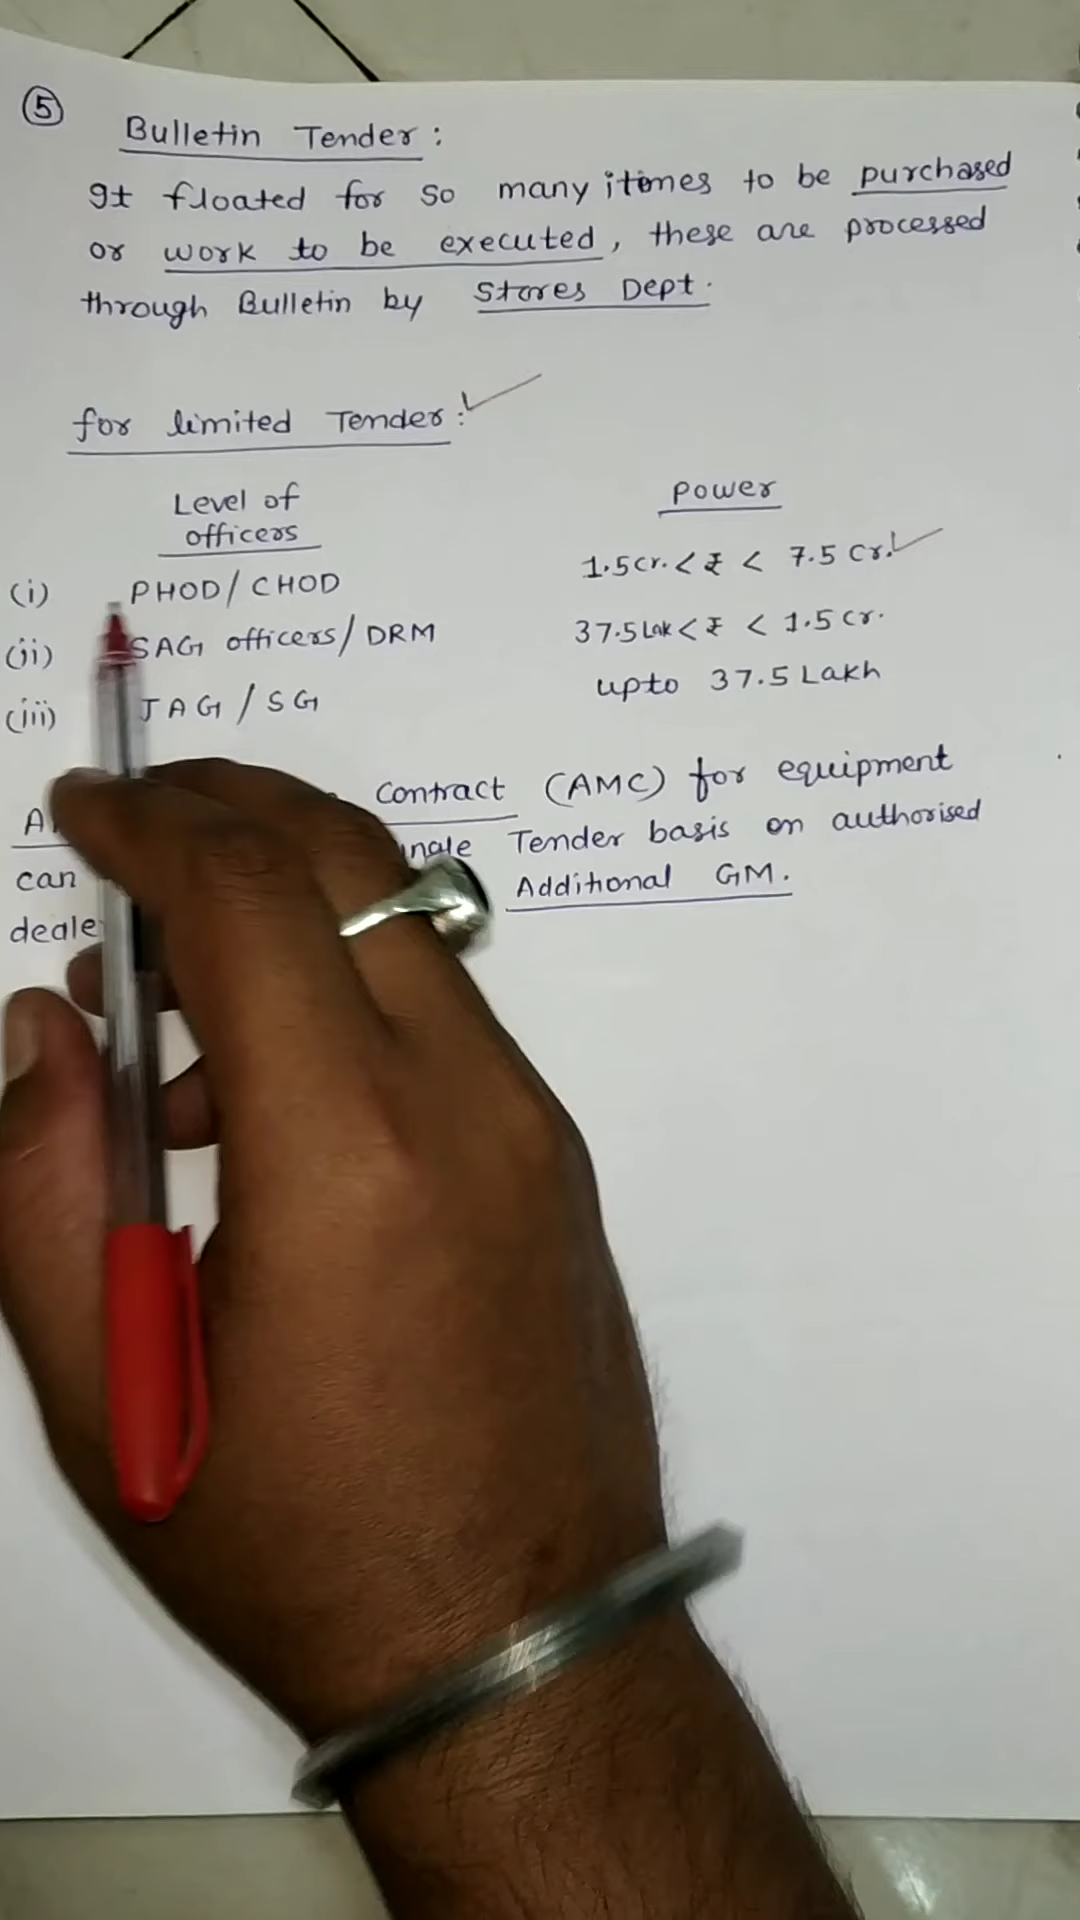 5
Bulletin Tender :
It floated for so many itemes to be purchased
or work to be executed, these are processed
through Bulletin by Stores Dept.
for limited Tender :
Level of officers Power
(i) PHOD/CHOD 1.5Cr. < ₹ < 7.5 Cr.
(ii) SAG officers/DRM 37.5 Lak < ₹ < 1.5 Cr.
(iii) JAG/SG upto 37.5 Lakh
Contract (AMC) for equipment
can Tender basis on authorised
Additional GM.